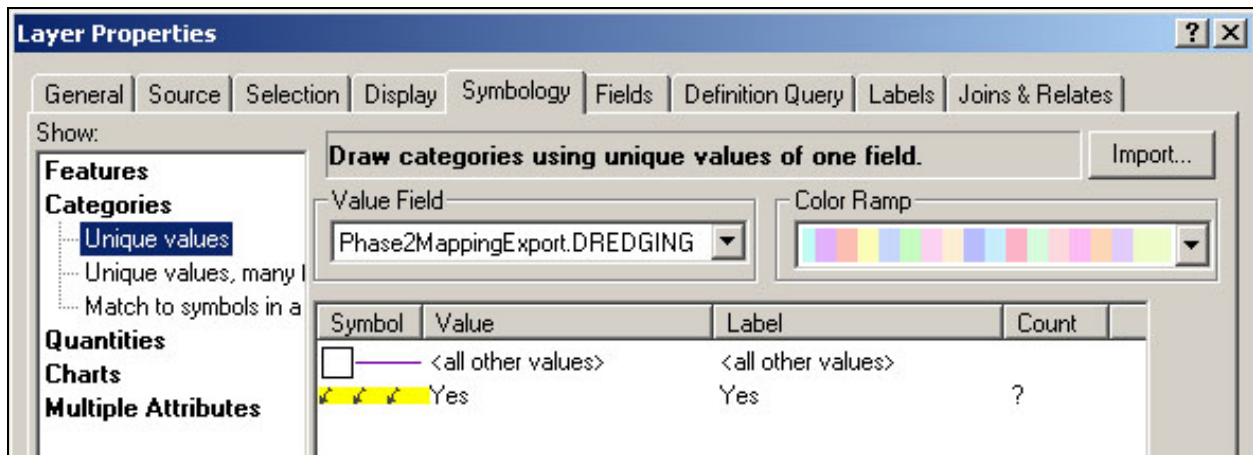 Layer Properties
General Source Selection Display Symbology Fields Definition Query Labels Joins & Relates
Show:
Features
Categories
Unique values
Unique values, many
Match to symbols in a
Quantities
Charts
Multiple Attributes
Draw categories using unique values of one field.
Import...
Value Field
Phase2MappingExport.DREDGING
Color Ramp
Symbol Value Label Count
<all other values> <all other values>
Yes Yes ?